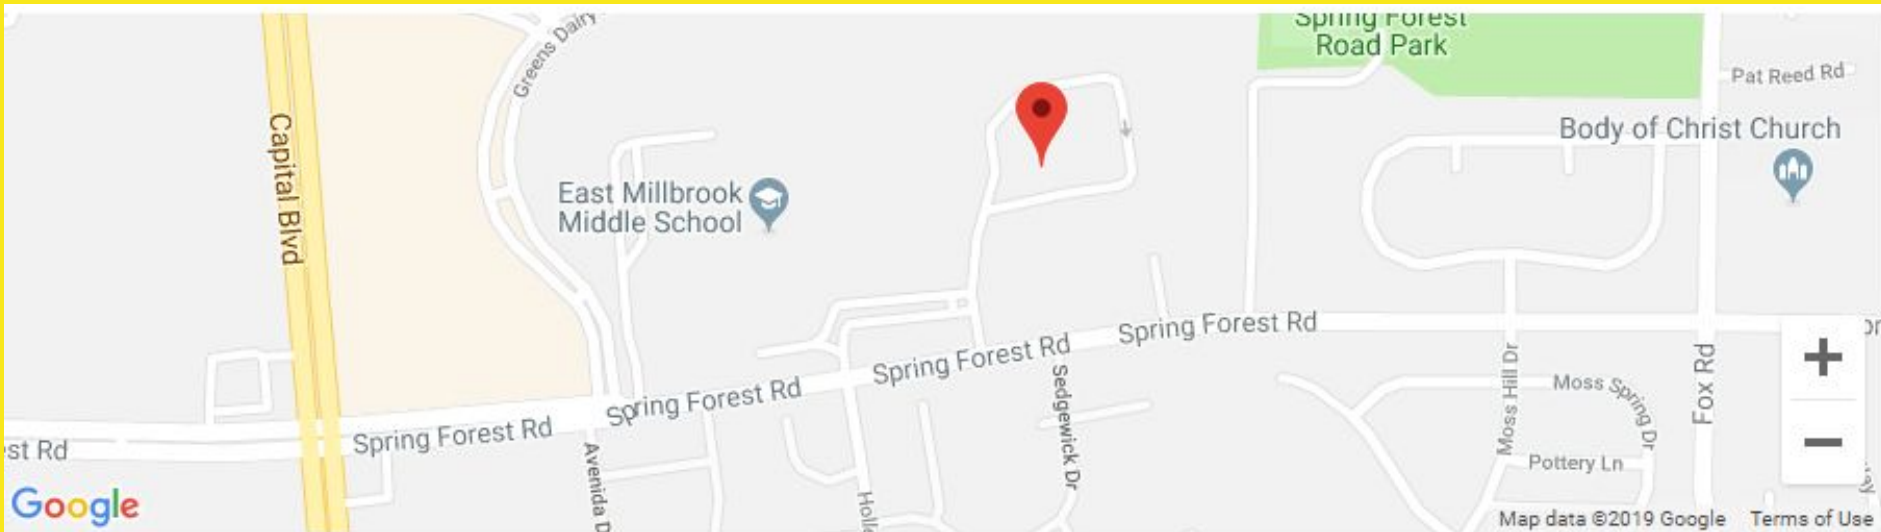 Spring Forest
Road Park
Greens Dairy
Pat Reed Rd
Capital Blvd
Body of Christ Church
East Millbrook
Middle School
Spring Forest Rd
Spring Forest Rd
Spring Forest Rd
Spring Forest Rd
Rd
Sedgewick Dr
Moss Hill Dr
Moss Spring Dr
Fox Rd
Avenida
Pottery Ln
+
−
Google
Map data ©2019 Google Terms of Use